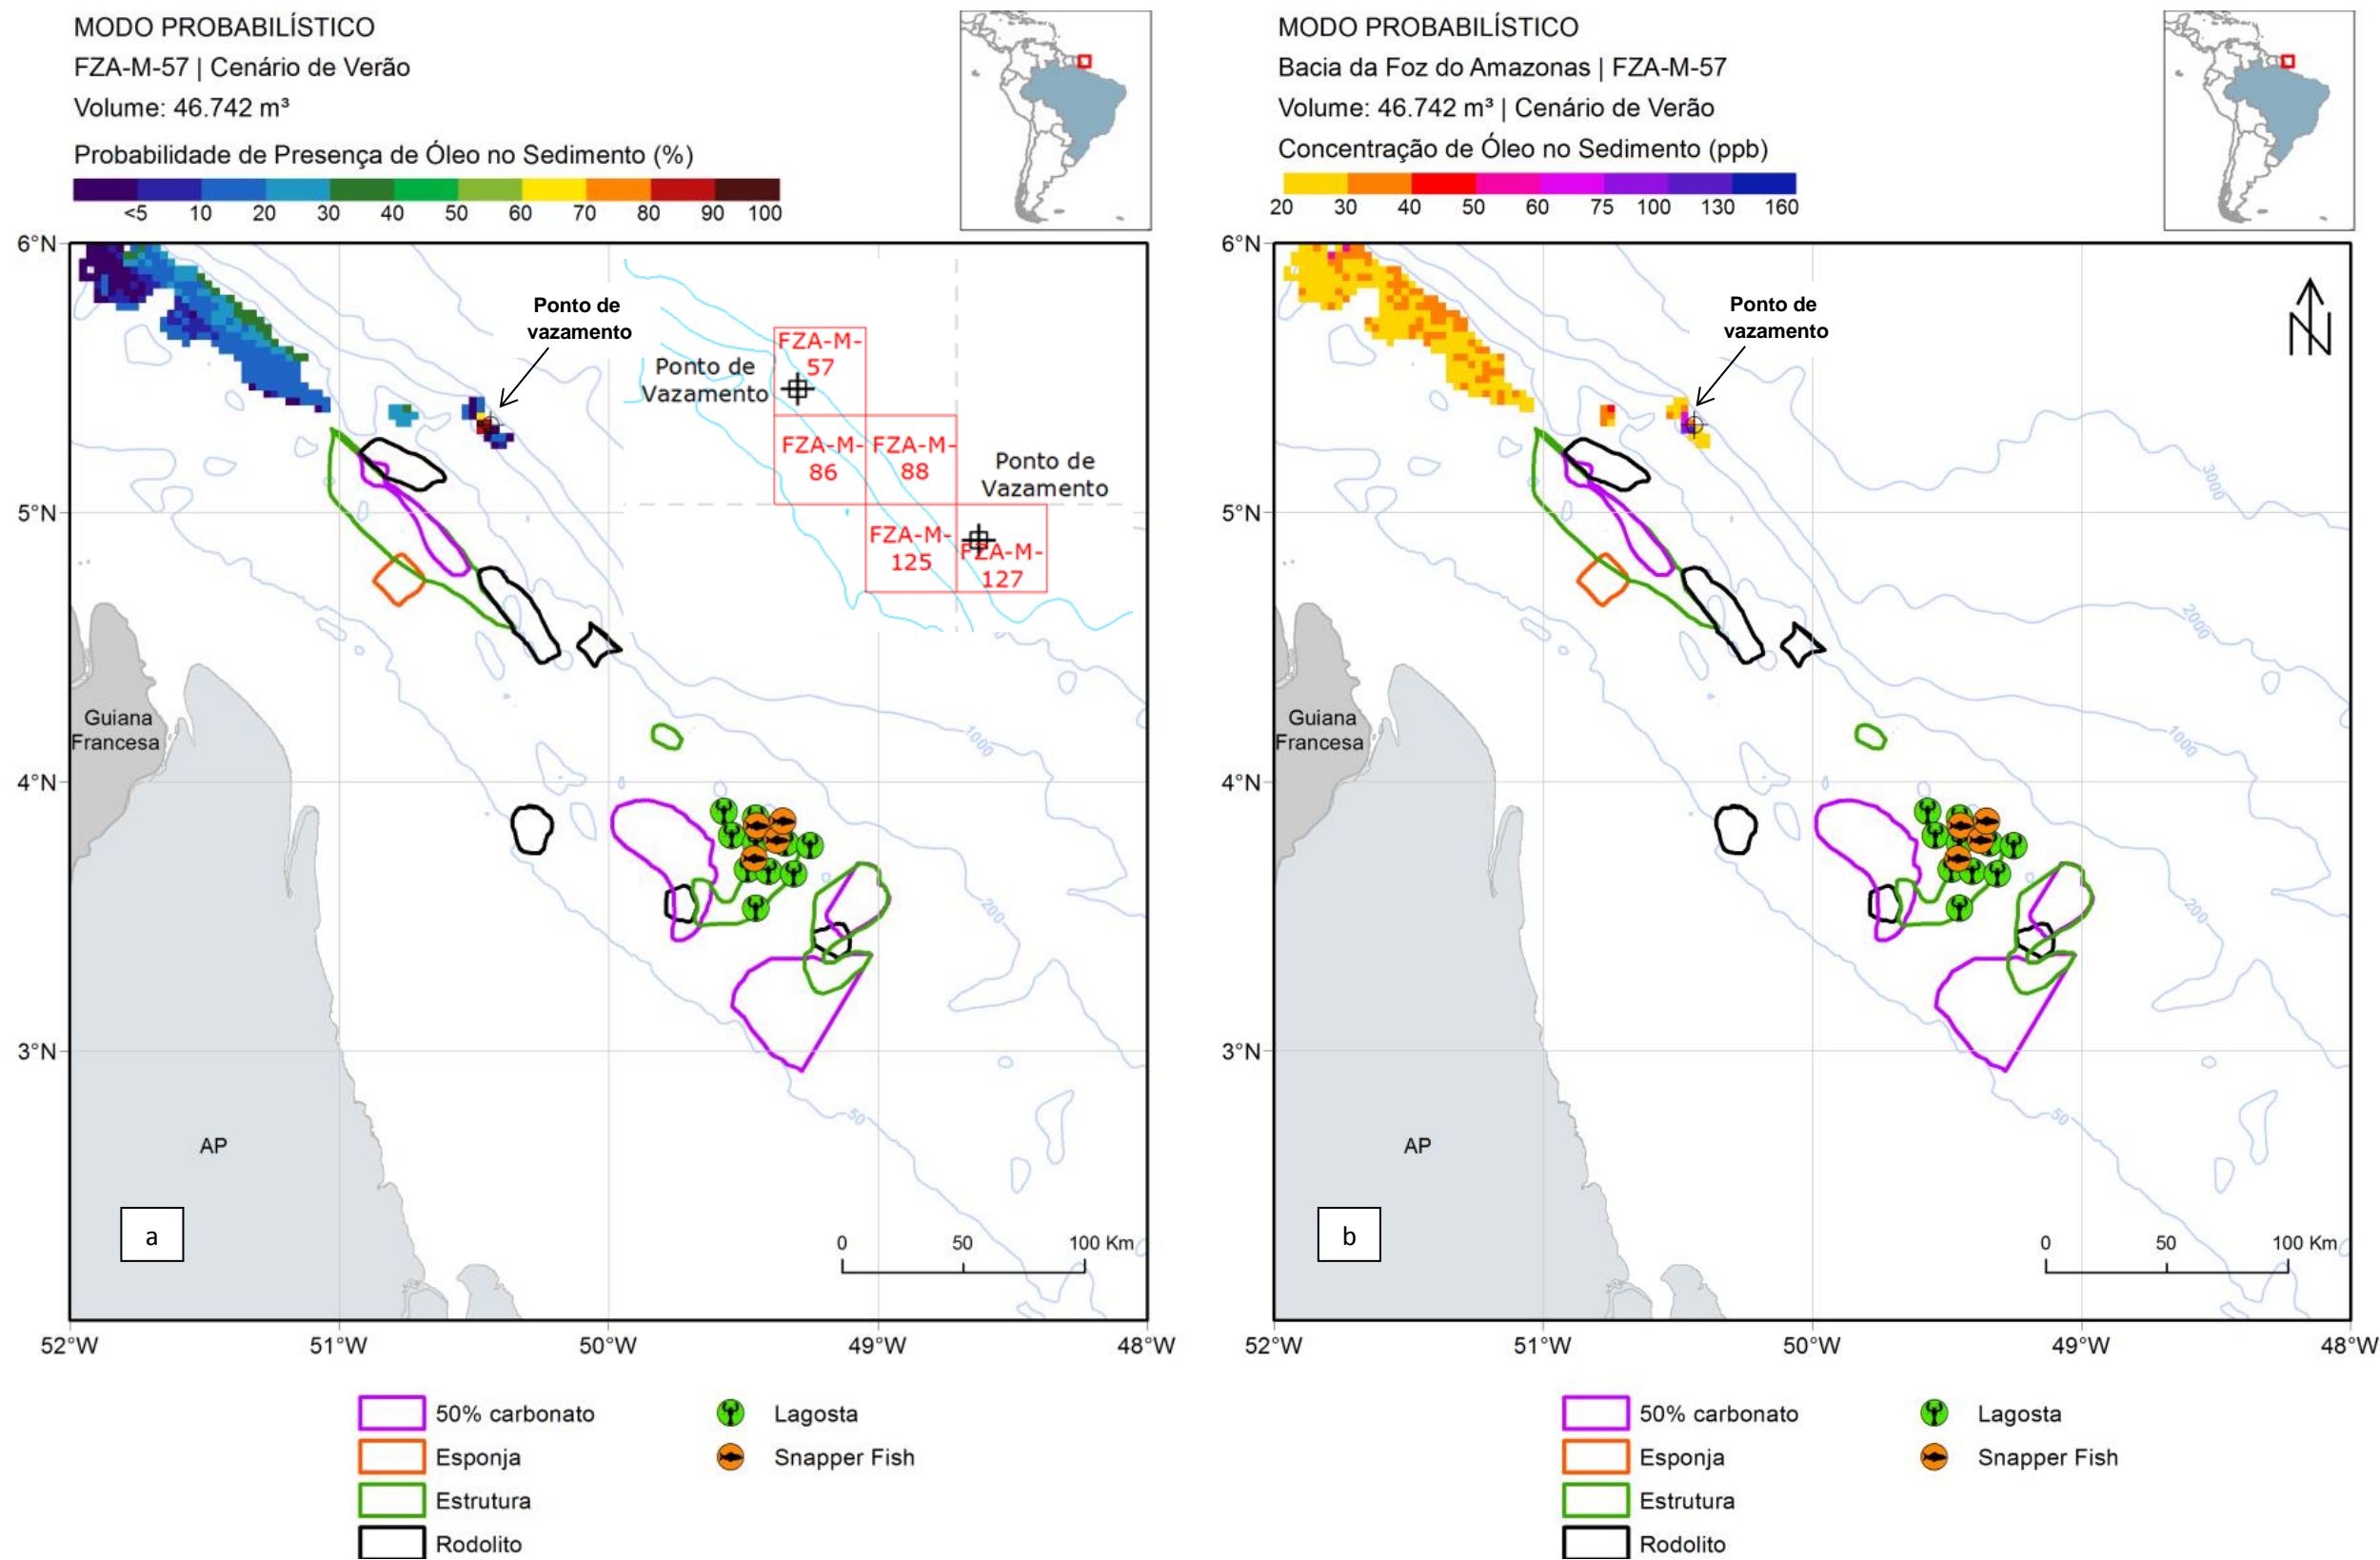 MODO PROBABILÍSTICO
FZA-M-57 | Cenário de Verão
Volume: 46.742 m³
Probabilidade de Presença de Óleo no Sedimento (%)
<5 10 20 30 40 50 60 70 80 90 100
6°N
5°N
4°N
3°N
52°W 51°W 50°W 49°W 48°W
Ponto de
vazamento
Ponto de
Vazamento
FZA-M-
57
FZA-M-
86
FZA-M-
88
Ponto de
Vazamento
FZA-M-
125
FZA-M-
127
1000
200
50
Guiana
Francesa
AP
a
0 50 100 Km
50% carbonato
Esponja
Estrutura
Rodolito
Lagosta
Snapper Fish
MODO PROBABILÍSTICO
Bacia da Foz do Amazonas | FZA-M-57
Volume: 46.742 m³ | Cenário de Verão
Concentração de Óleo no Sedimento (ppb)
20 30 40 50 60 75 100 130 160
6°N
5°N
4°N
3°N
52°W 51°W 50°W 49°W 48°W
N
Ponto de
vazamento
3000
2000
1000
200
50
Guiana
Francesa
AP
b
0 50 100 Km
50% carbonato
Esponja
Estrutura
Rodolito
Lagosta
Snapper Fish